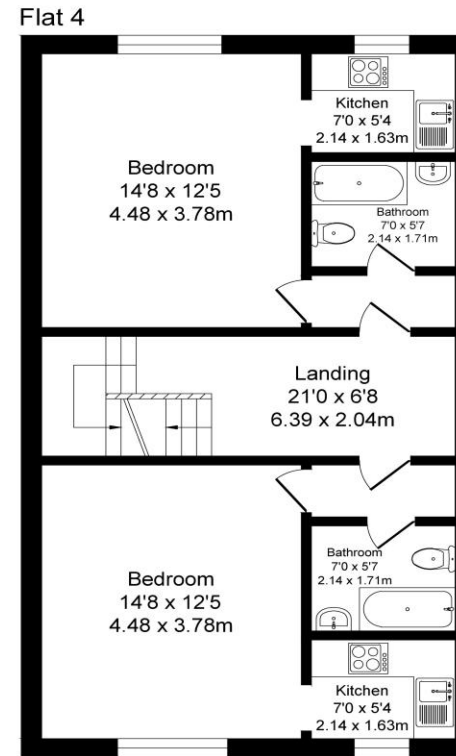 Flat 4
Kitchen
7'0 x 5'4
2.14 x 1.63m
Bedroom
14'8 x 12'5
4.48 x 3.78m
Bathroom
7'0 x 5'7
2.14 x 1.71m
Landing
21'0 x 6'8
6.39 x 2.04m
Bathroom
7'0 x 5'7
2.14 x 1.71m
Bedroom
14'8 x 12'5
4.48 x 3.78m
Kitchen
7'0 x 5'4
2.14 x 1.63m